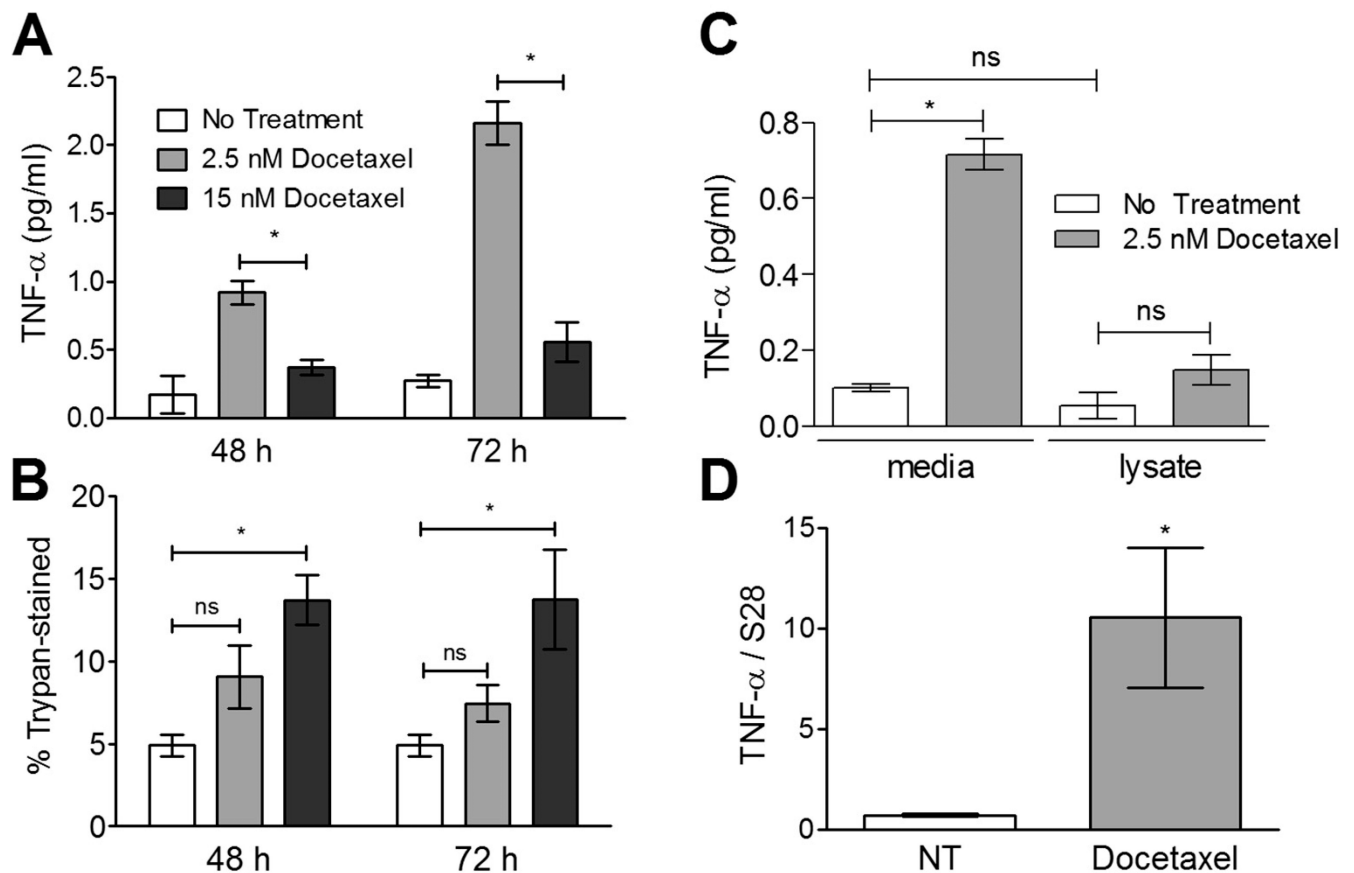 A
TNF-α (pg/ml)
2.5
2.0
1.5
1.0
0.5
0.0
No Treatment
2.5 nM Docetaxel
15 nM Docetaxel
*
*
48 h
72 h
B
% Trypan-stained
20
15
10
5
0
*
ns
*
ns
48 h
72 h
C
TNF-α (pg/ml)
0.8
0.6
0.4
0.2
0.0
ns
*
ns
No Treatment
2.5 nM Docetaxel
media
lysate
D
TNF-α / S28
15
10
5
0
*
NT
Docetaxel